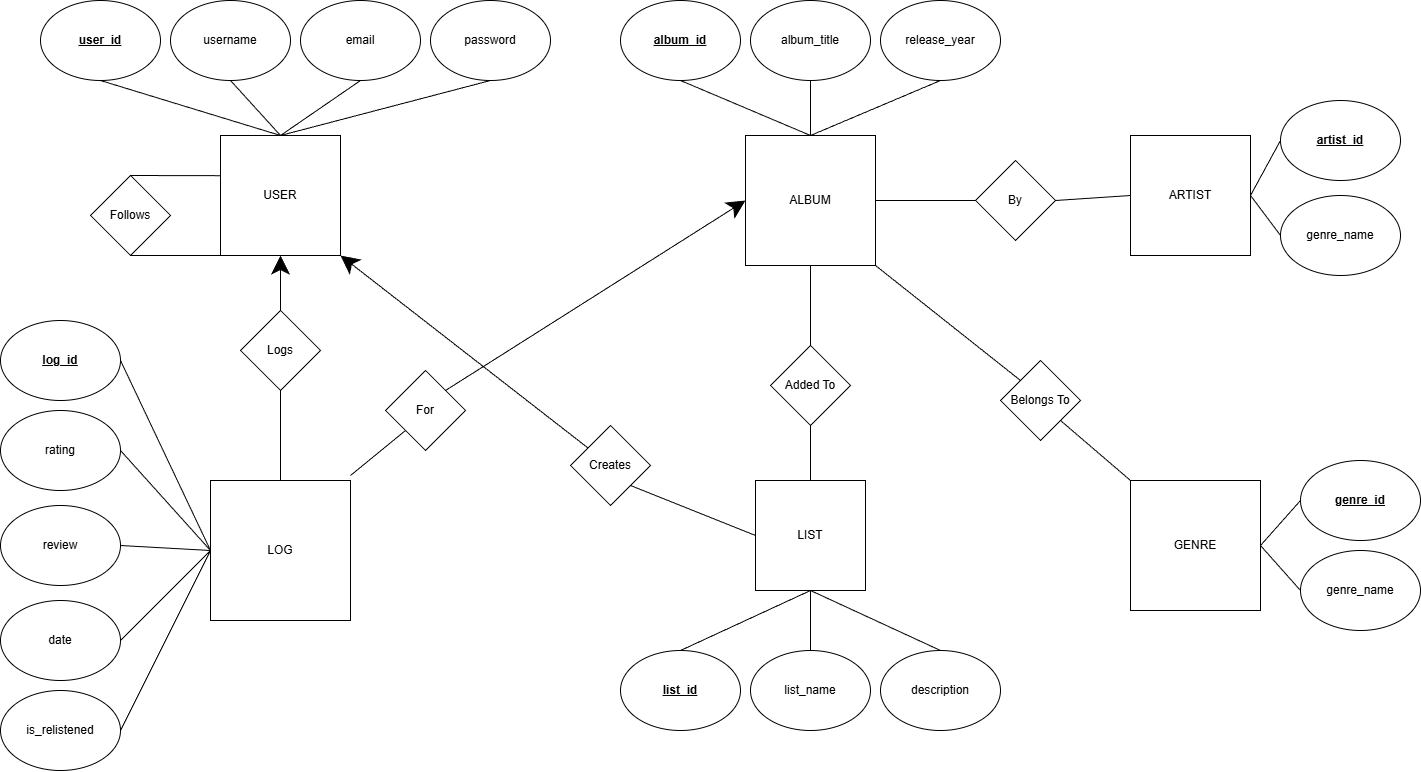 user_id
username
email
password
album_id
album_title
release_year
artist_id
USER
ALBUM
By
ARTIST
Follows
genre_name
Logs
log_id
Added To
Belongs To
For
rating
Creates
genre_id
LIST
GENRE
review
LOG
genre_name
date
list_id
list_name
description
is_relistened